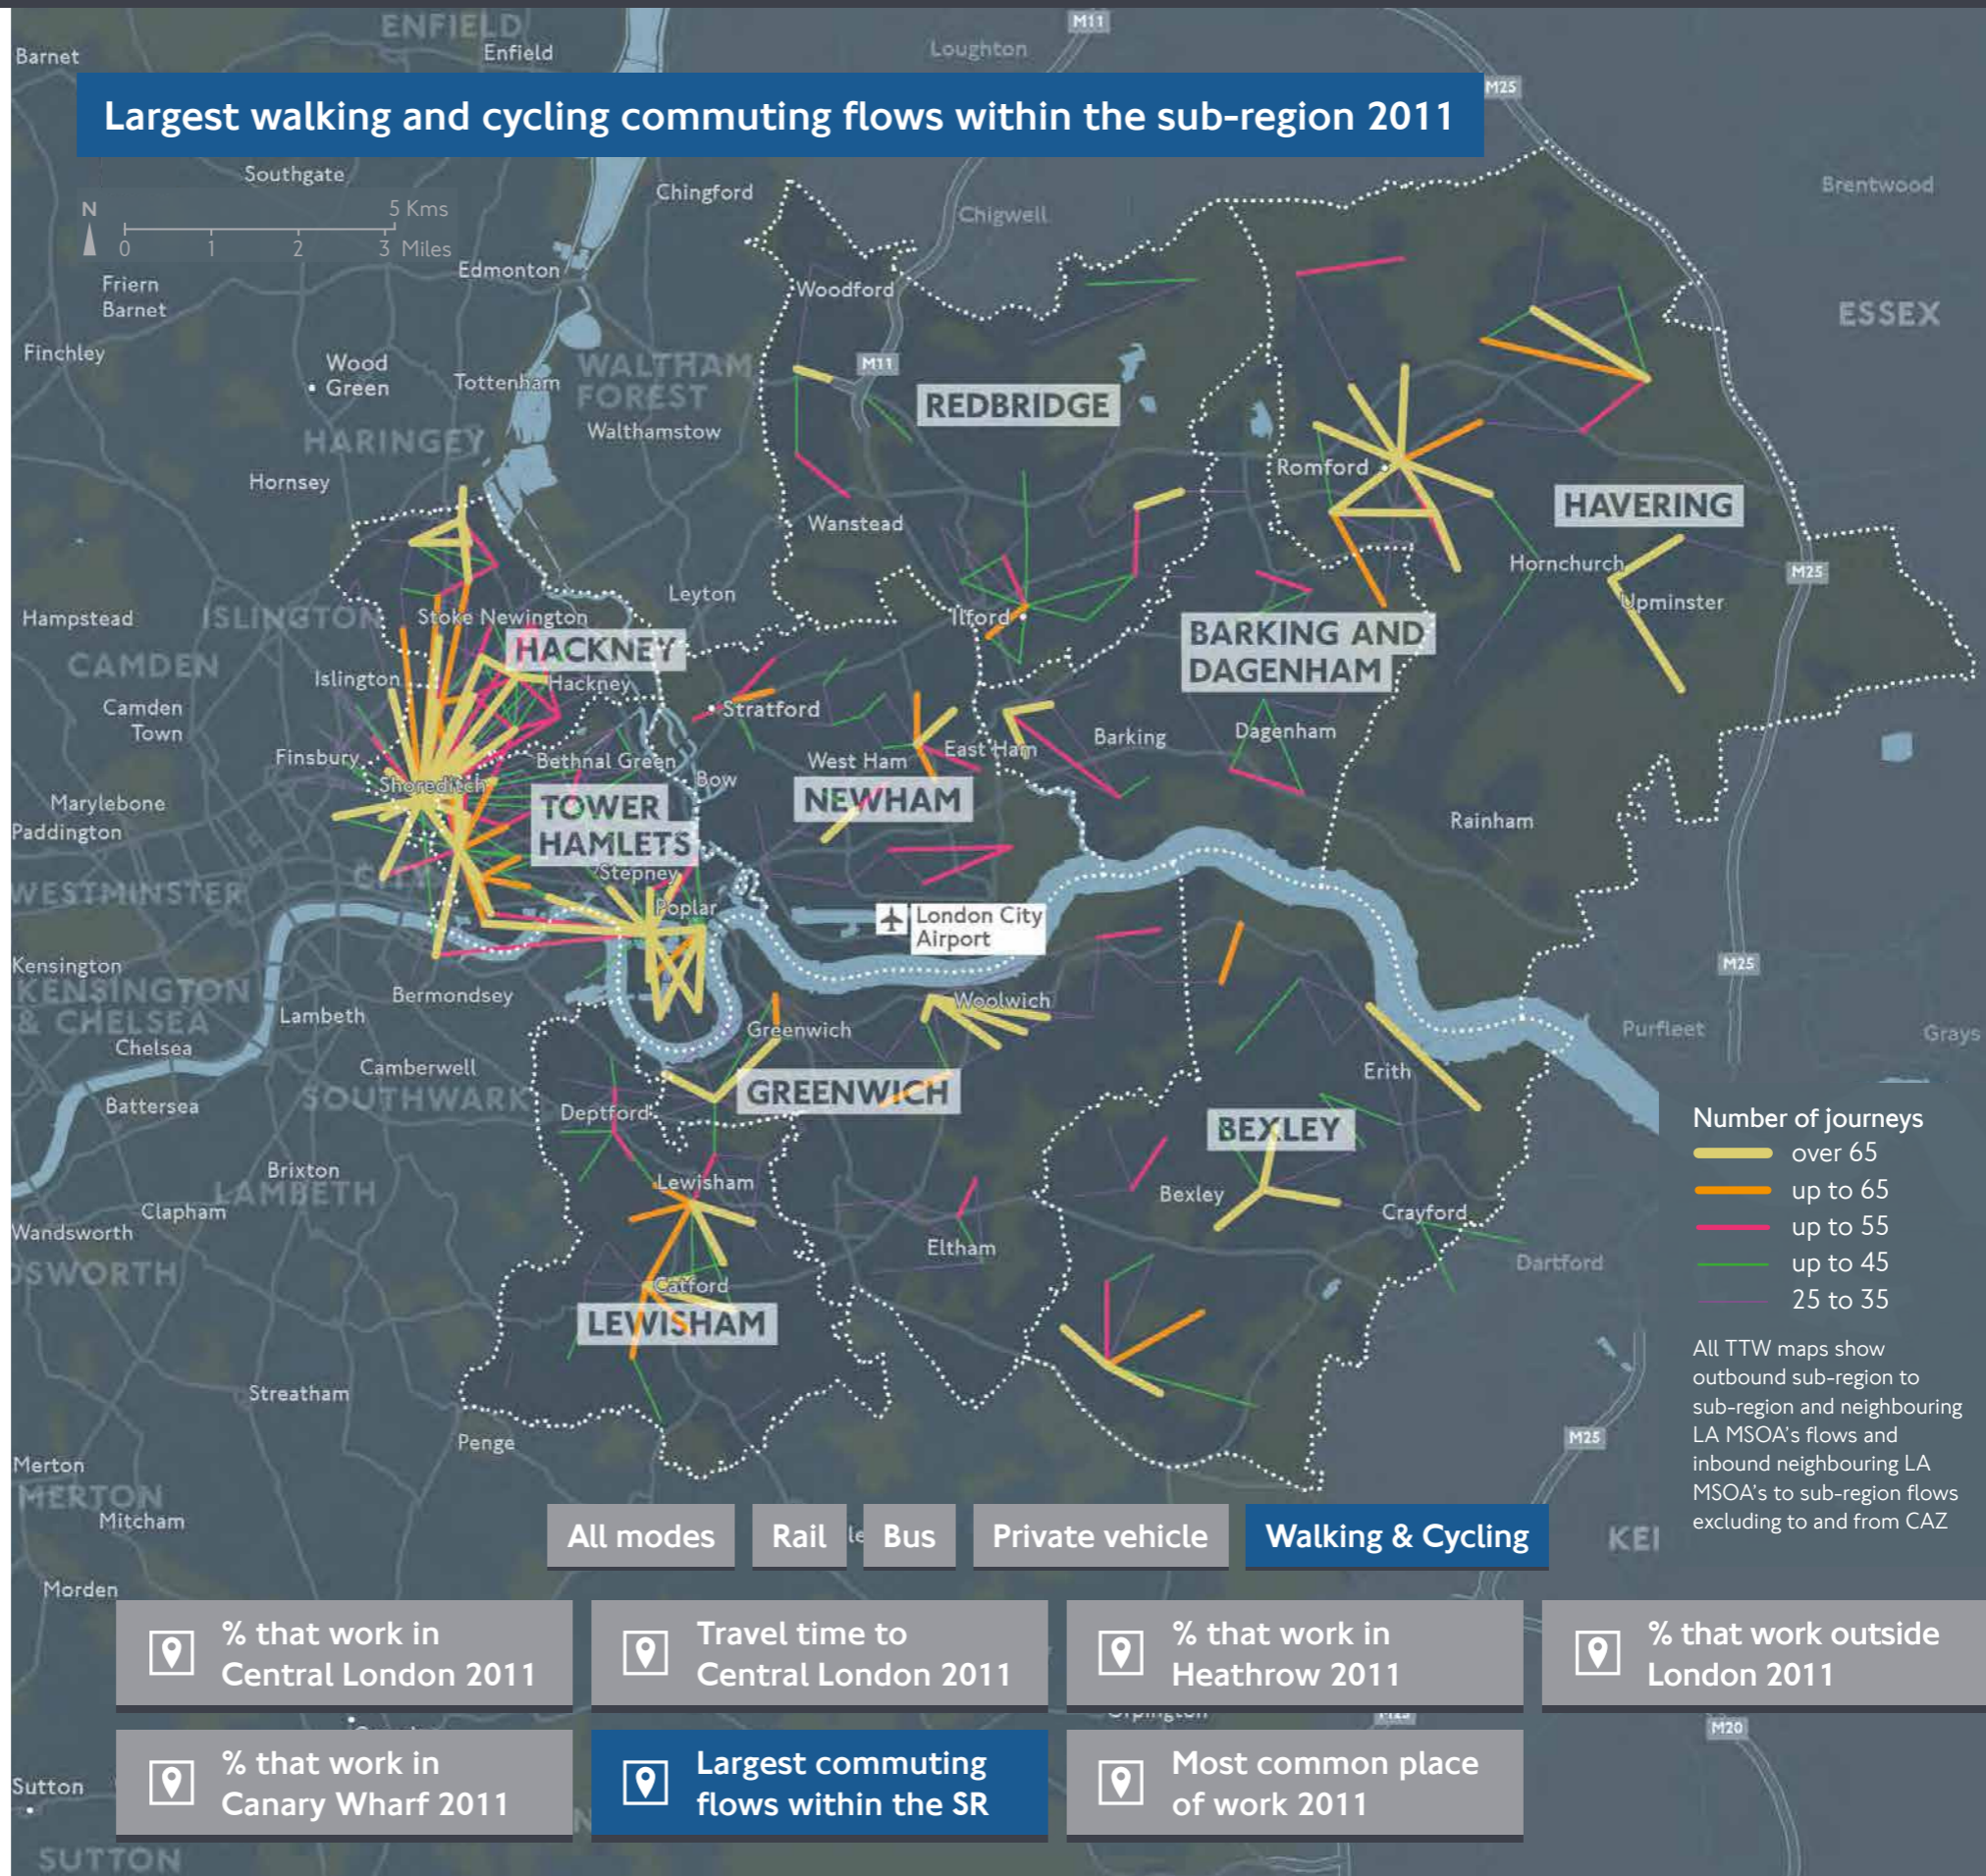 ENFIELD
Enfield
Barnet
Loughton
M11
M25
Largest walking and cycling commuting flows within the sub-region 2011
Southgate
Chingford
Chigwell
Brentwood
N
5 Kms
0 1 2 3 Miles
Edmonton
Friern
Barnet
Woodford
ESSEX
Finchley
Wood
Green
Tottenham
WALTHAM
FOREST
M11
REDBRIDGE
Walthamstow
HARINGEY
Hornsey
Romford
HAVERING
Wanstead
Hornchurch
M25
Leyton
Upminster
Hampstead
ISLINGTON
Stoke Newington
Ilford
HACKNEY
BARKING AND
DAGENHAM
CAMDEN
Islington
Hackney
Camden
Town
Stratford
Finsbury
Bethnal Green
West Ham
East Ham
Barking
Dagenham
Bow
Shoreditch
Marylebone
TOWER
HAMLETS
NEWHAM
Paddington
Rainham
WESTMINSTER
CITY
Stepney
Poplar
London City
Airport
Kensington
M25
KENSINGTON
& CHELSEA
Bermondsey
Woolwich
Lambeth
Greenwich
Purfleet
Grays
Chelsea
Camberwell
Erith
Battersea
SOUTHWARK
Deptford
GREENWICH
BEXLEY
Brixton
LAMBETH
Lewisham
Bexley
Clapham
Crayford
Wandsworth
Eltham
Dartford
DSWORTH
Catford
LEWISHAM
Streatham
Penge
M25
Number of journeys
over 65
up to 65
up to 55
up to 45
25 to 35
All TTW maps show
outbound sub-region to
sub-region and neighbouring
LA MSOA's flows and
inbound neighbouring LA
MSOA's to sub-region flows
excluding to and from CAZ
Merton
MERTON
Mitcham
All modes
Rail
le
Bus
Private vehicle
Walking & Cycling
KEI
Morden
% that work in
Central London 2011
Travel time to
Central London 2011
% that work in
Heathrow 2011
% that work outside
London 2011
M20
% that work in
Canary Wharf 2011
Largest commuting
flows within the SR
Most common place
of work 2011
Sutton
SUTTON